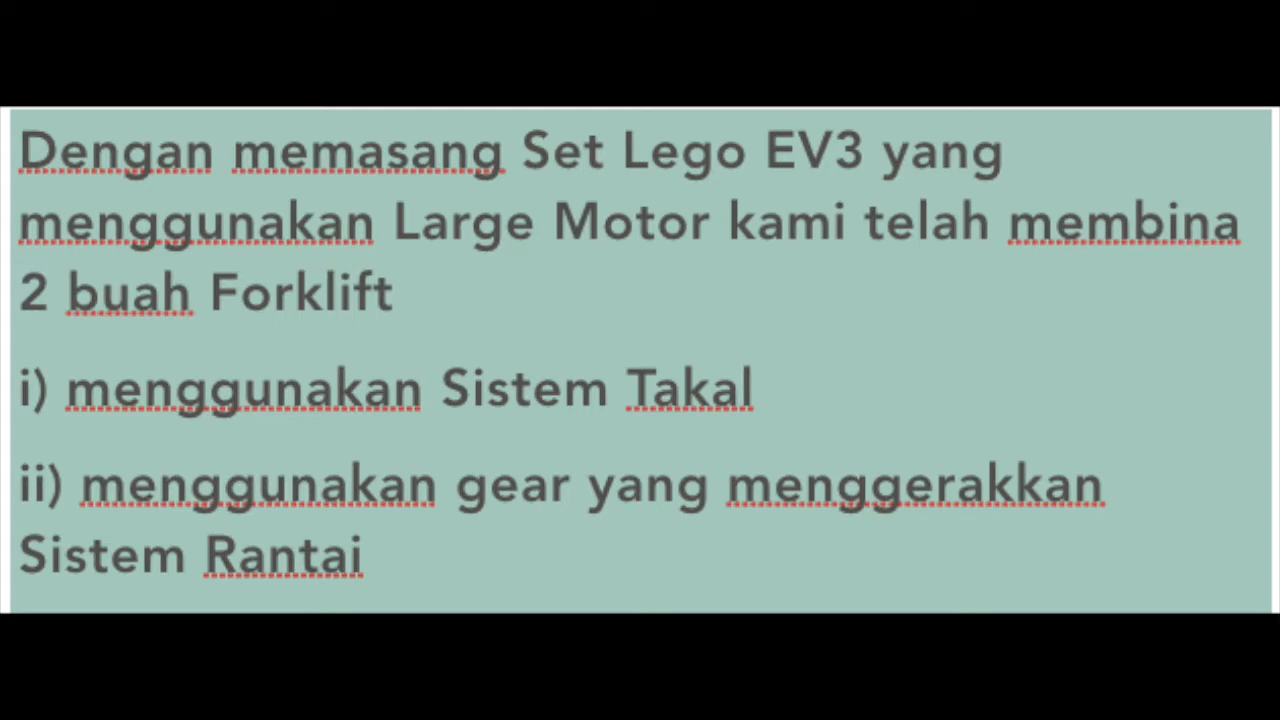 Dengan memasang Set Lego EV3 yang
menggunakan Large Motor kami telah membina
2 buah Forklift
i) menggunakan Sistem Takal
ii) menggunakan gear yang menggerakkan
Sistem Rantai